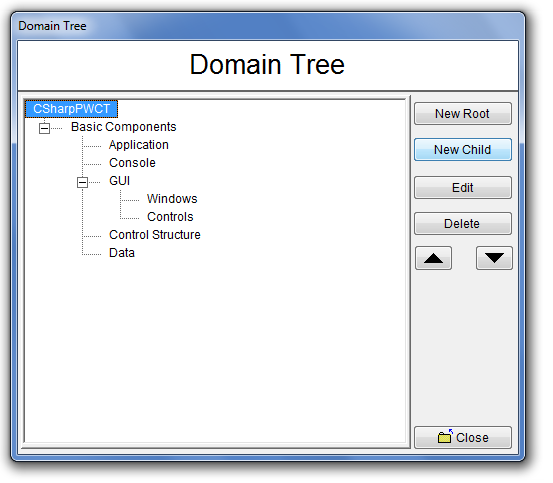 Domain Tree
Domain Tree
CSharpPWCT
Basic Components
Application
Console
GUI
Windows
Controls
Control Structure
Data
New Root
New Child
Edit
Delete
Close